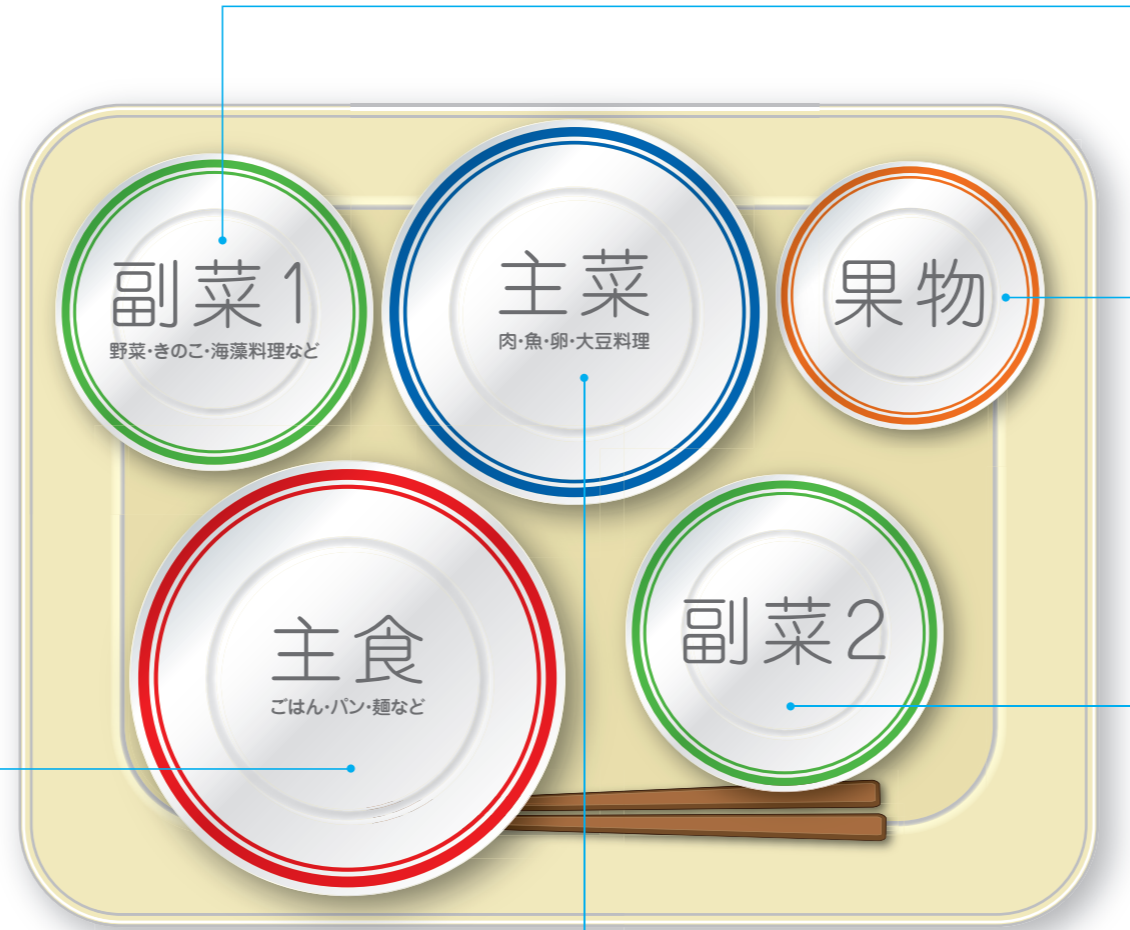 副菜1
野菜・きのこ・海藻料理など
主菜
肉・魚・卵・大豆料理
果物
主食
ごはん・パン・麺など
副菜2